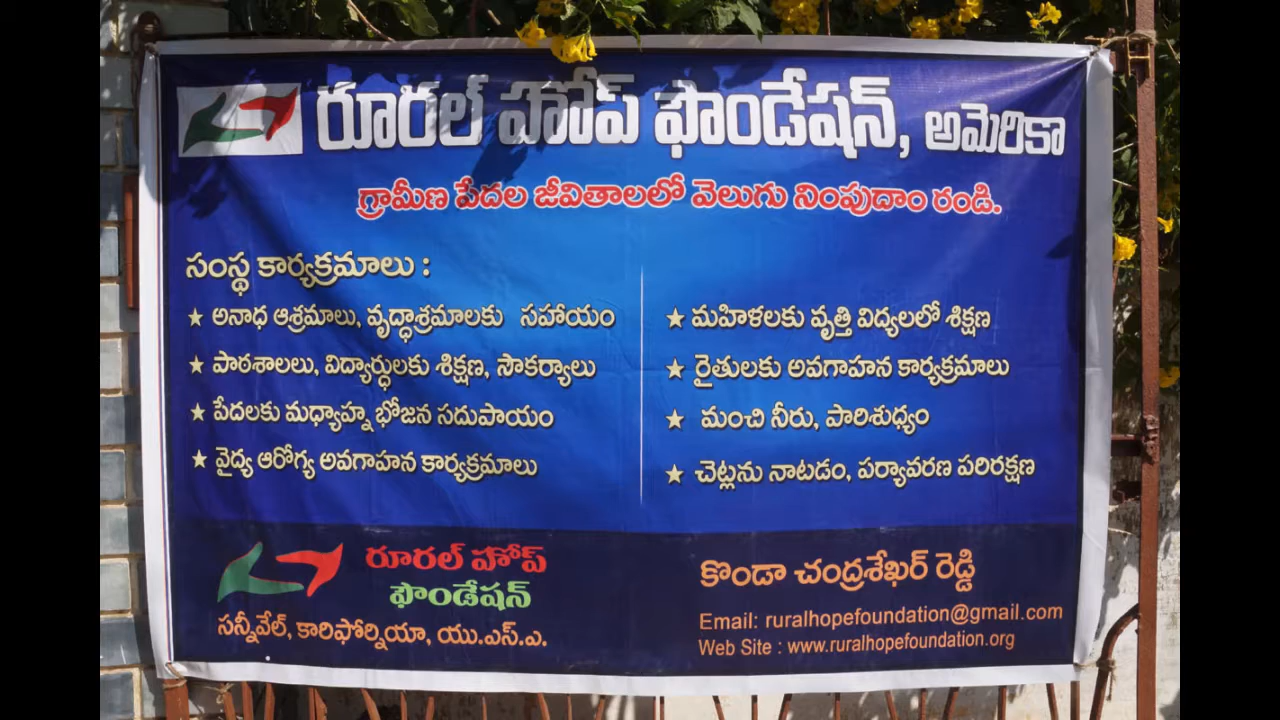 రూరల్ హోప్ ఫౌండేషన్, అమెరికా
గ్రామీణ పేదల జీవితాలలో వెలుగు నింపుదాం రండి.
సంస్థ కార్యక్రమాలు :
★ అనాధ ఆశ్రమాలు, వృద్ధాశ్రమాలకు సహాయం
★ పాఠశాలలు, విద్యార్థులకు శిక్షణ, సౌకర్యాలు
★ పేదలకు మధ్యాహ్న భోజన సదుపాయం
★ వైద్య ఆరోగ్య అవగాహన కార్యక్రమాలు
★ మహిళలకు వృత్తి విద్యలలో శిక్షణ
★ రైతులకు అవగాహన కార్యక్రమాలు
★ మంచి నీరు, పారిశుధ్యం
★ చెట్లను నాటడం, పర్యావరణ పరిరక్షణ
రూరల్ హోప్
ఫౌండేషన్
సన్నీవేల్, కాలిఫోర్నియా, యు.ఎస్.ఎ.
కొండా చంద్రశేఖర్ రెడ్డి
Email: ruralhopefoundation@gmail.com
Web Site : www.ruralhopefoundation.org